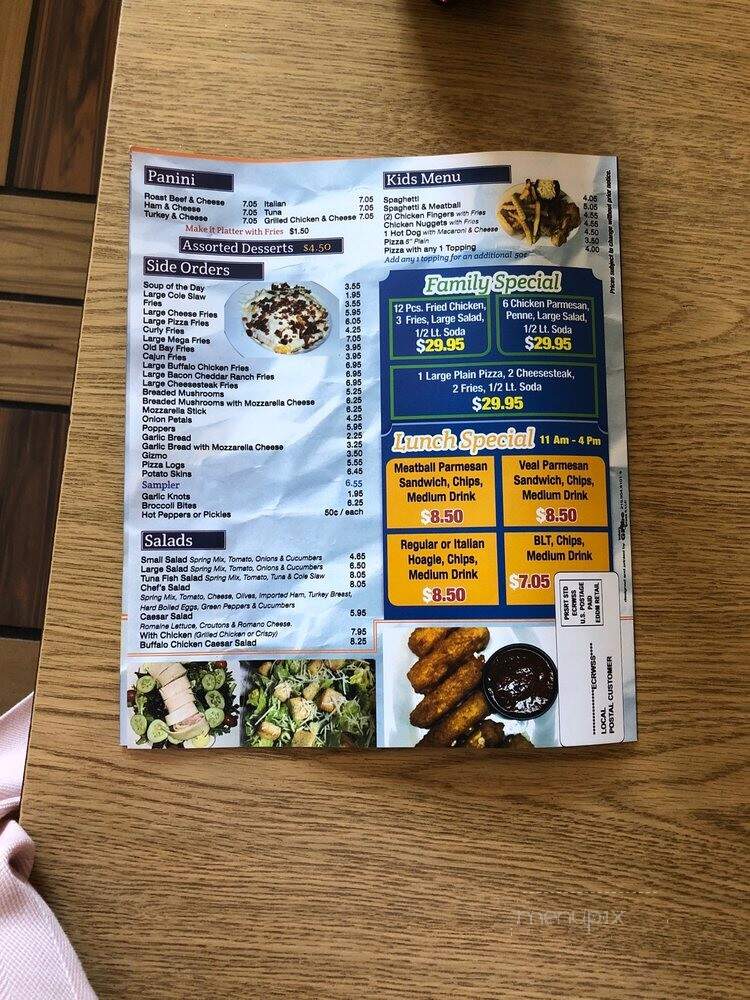 Panini
Roast Beef & Cheese 7.05
Ham & Cheese 7.05
Turkey & Cheese 7.05
Italian 7.05
Tuna 7.05
Grilled Chicken & Cheese 7.05
Make it Platter with Fries $1.50
Assorted Desserts $4.50
Side Orders
Soup of the Day 3.55
Large Cole Slaw 1.95
Fries 3.55
Large Cheese Fries 5.95
Large Pizza Fries 6.05
Curly Fries 4.25
Large Mega Fries 7.05
Old Bay Fries 3.95
Cajun Fries 3.95
Large Buffalo Chicken Fries 6.95
Large Bacon Cheddar Ranch Fries 6.95
Large Cheesesteak Fries 6.95
Breaded Mushrooms 5.25
Breaded Mushrooms with Mozzarella Cheese 6.25
Mozzarella Stick 6.25
Onion Petals 4.25
Poppers 5.95
Garlic Bread 2.25
Garlic Bread with Mozzarella Cheese 3.25
Gizmo 3.50
Pizza Logs 5.55
Potato Skins 6.45
Sampler 6.55
Garlic Knots 1.95
Broccoli Bites 6.25
Hot Peppers or Pickles 50¢ / each
Salads
Small Salad Spring Mix, Tomato, Onions & Cucumbers 4.65
Large Salad Spring Mix, Tomato, Onions & Cucumbers 6.50
Tuna Fish Salad Spring Mix, Tomato, Tuna & Cole Slaw 8.05
Chef's Salad 8.05
Spring Mix, Tomato, Cheese, Olives, Imported Ham, Turkey Breast,
Hard Boiled Eggs, Green Peppers & Cucumbers
Caesar Salad 5.95
Romaine Lettuce, Croutons & Romano Cheese.
With Chicken (Grilled Chicken or Crispy) 7.95
Buffalo Chicken Caesar Salad 8.25
Kids Menu
Spaghetti 4.05
Spaghetti & Meatball 5.05
(2) Chicken Fingers with Fries 4.55
Chicken Nuggets with Fries 4.55
1 Hot Dog with Macaroni & Cheese 4.50
Pizza 8" Plain 3.50
Pizza with any 1 Topping 4.00
Add any 1 topping for an additional 50¢
Prices subject to change without prior notice.
Family Special
12 Pcs. Fried Chicken,
3 Fries, Large Salad,
1/2 Lt. Soda
$29.95
6 Chicken Parmesan,
Penne, Large Salad,
1/2 Lt. Soda
$29.95
1 Large Plain Pizza, 2 Cheesesteak,
2 Fries, 1/2 Lt. Soda
$29.95
Lunch Special 11 Am - 4 Pm
Meatball Parmesan
Sandwich, Chips,
Medium Drink
$8.50
Veal Parmesan
Sandwich, Chips,
Medium Drink
$8.50
Regular or Italian
Hoagie, Chips,
Medium Drink
$8.50
BLT, Chips,
Medium Drink
$7.05
PRSRT STD
ECRWSS
U.S. POSTAGE
PAID
EDDM RETAIL
*****ECRWSS****
LOCAL
POSTAL CUSTOMER
menupix